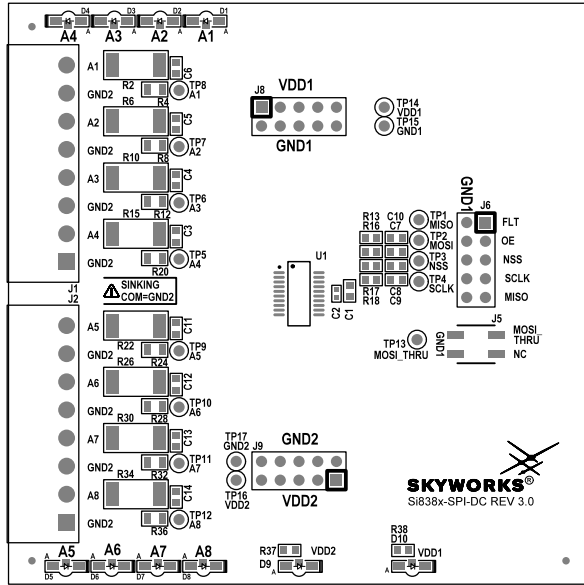 D4 D3 D2 D1
A A A A
A4 A3 A2 A1
A1 R2 R4 C6 TP8 A1
GND2 R6
A2 R8 C5 TP7 A2
GND2 R10
A3 R12 C4 TP6 A3
GND2 R15
A4 R20 C3 TP5 A4
GND2
J1
J2
SINKING
COM=GND2
A5 R22 R24 C11 TP9 A5
GND2 R26
A6 R28 C12 TP10 A6
GND2 R30
A7 R32 C13 TP11 A7
GND2 R34
A8 R36 C14 TP12 A8
GND2
A5 A6 A7 A8
A A A A
D5 D6 D7 D8
J8 VDD1
GND1
TP14
VDD1
TP15
GND1
U1
C2 C1
R13 C10
R16 C7
R17 C8
R18 C9
TP1
MISO
TP2
MOSI
TP3
NSS
TP4
SCLK
GND1 J6
FLT
OE
NSS
SCLK
MISO
J5
GND1
MOSI_
THRU
NC
TP13
MOSI_THRU
TP17
GND2
J9 GND2
TP16
VDD2
VDD2
SKYWORKS®
Si838x-SPI-DC REV 3.0
R37 VDD2
D9 A
R38
D10
A VDD1